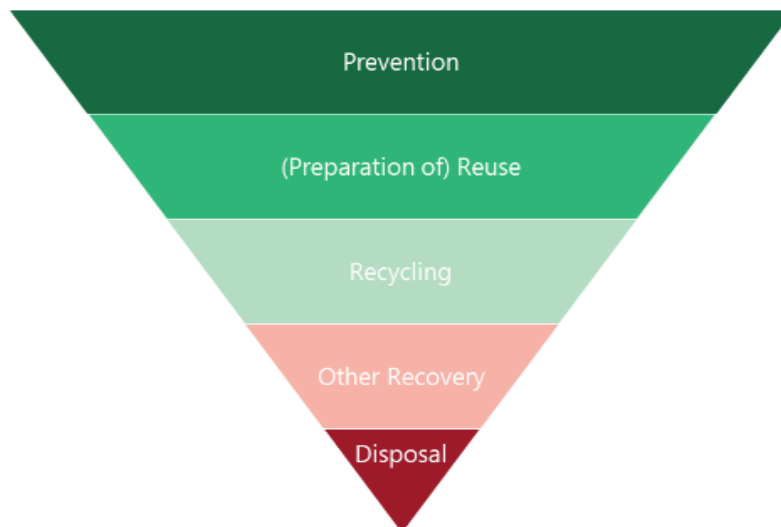 Prevention
(Preparation of) Reuse
Recycling
Other Recovery
Disposal